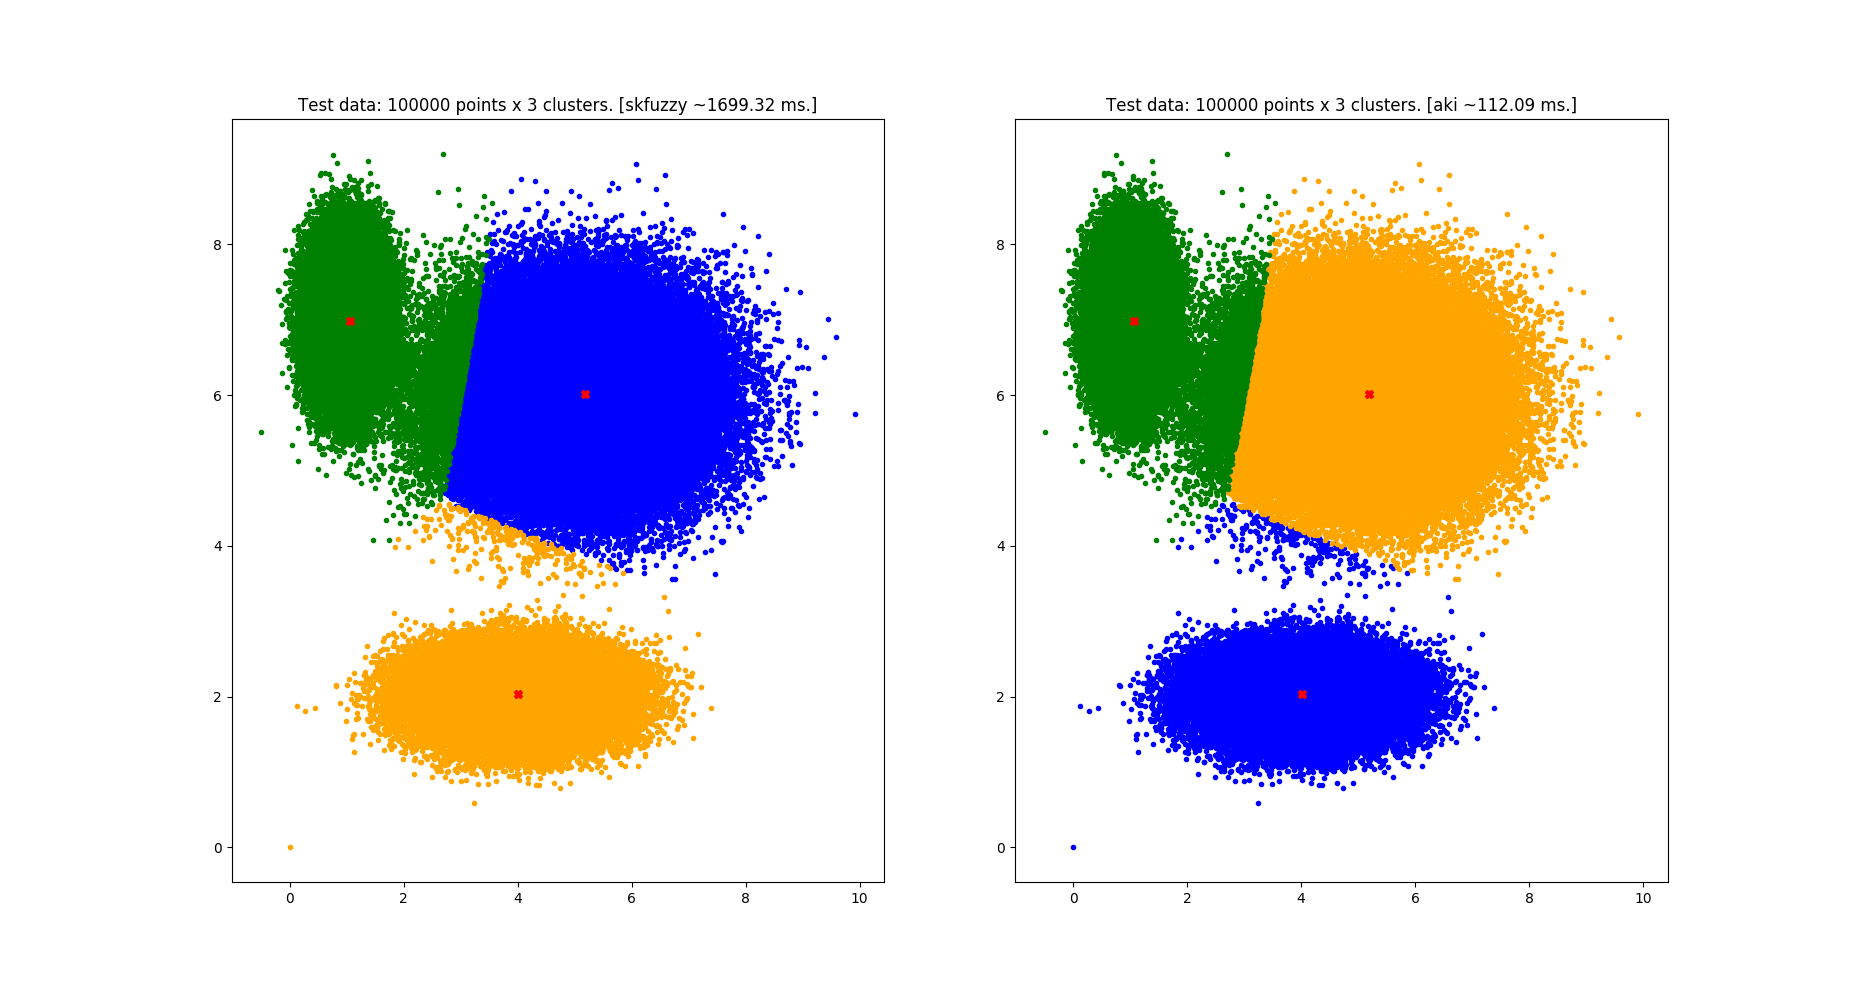 Test data: 100000 points x 3 clusters. [skfuzzy ~1699.32 ms.]
8
6
4
2
0
0 2 4 6 8 10
Test data: 100000 points x 3 clusters. [aki ~112.09 ms.]
8
6
4
2
0
0 2 4 6 8 10